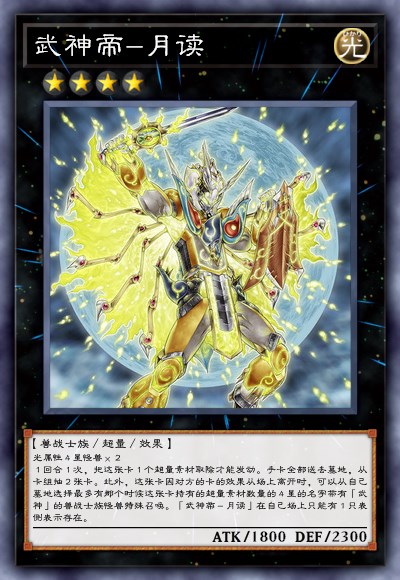 武神帝-月读
光
ひかり
【兽战士族/超量/效果】
光属性4星怪兽×2
1回合1次，把这张卡1个超量素材取除才能发动。手卡全部送去墓地，从
卡组抽2张卡。此外，这张卡因对方的卡的效果从场上离开时，可以从自己
墓地选择最多有那个时候这张卡持有的超量素材数量的4星的名字带有「武
神」的兽战士族怪兽特殊召唤。「武神帝-月读」在自己场上只能有1只表
侧表示存在。
ATK/1800 DEF/2300